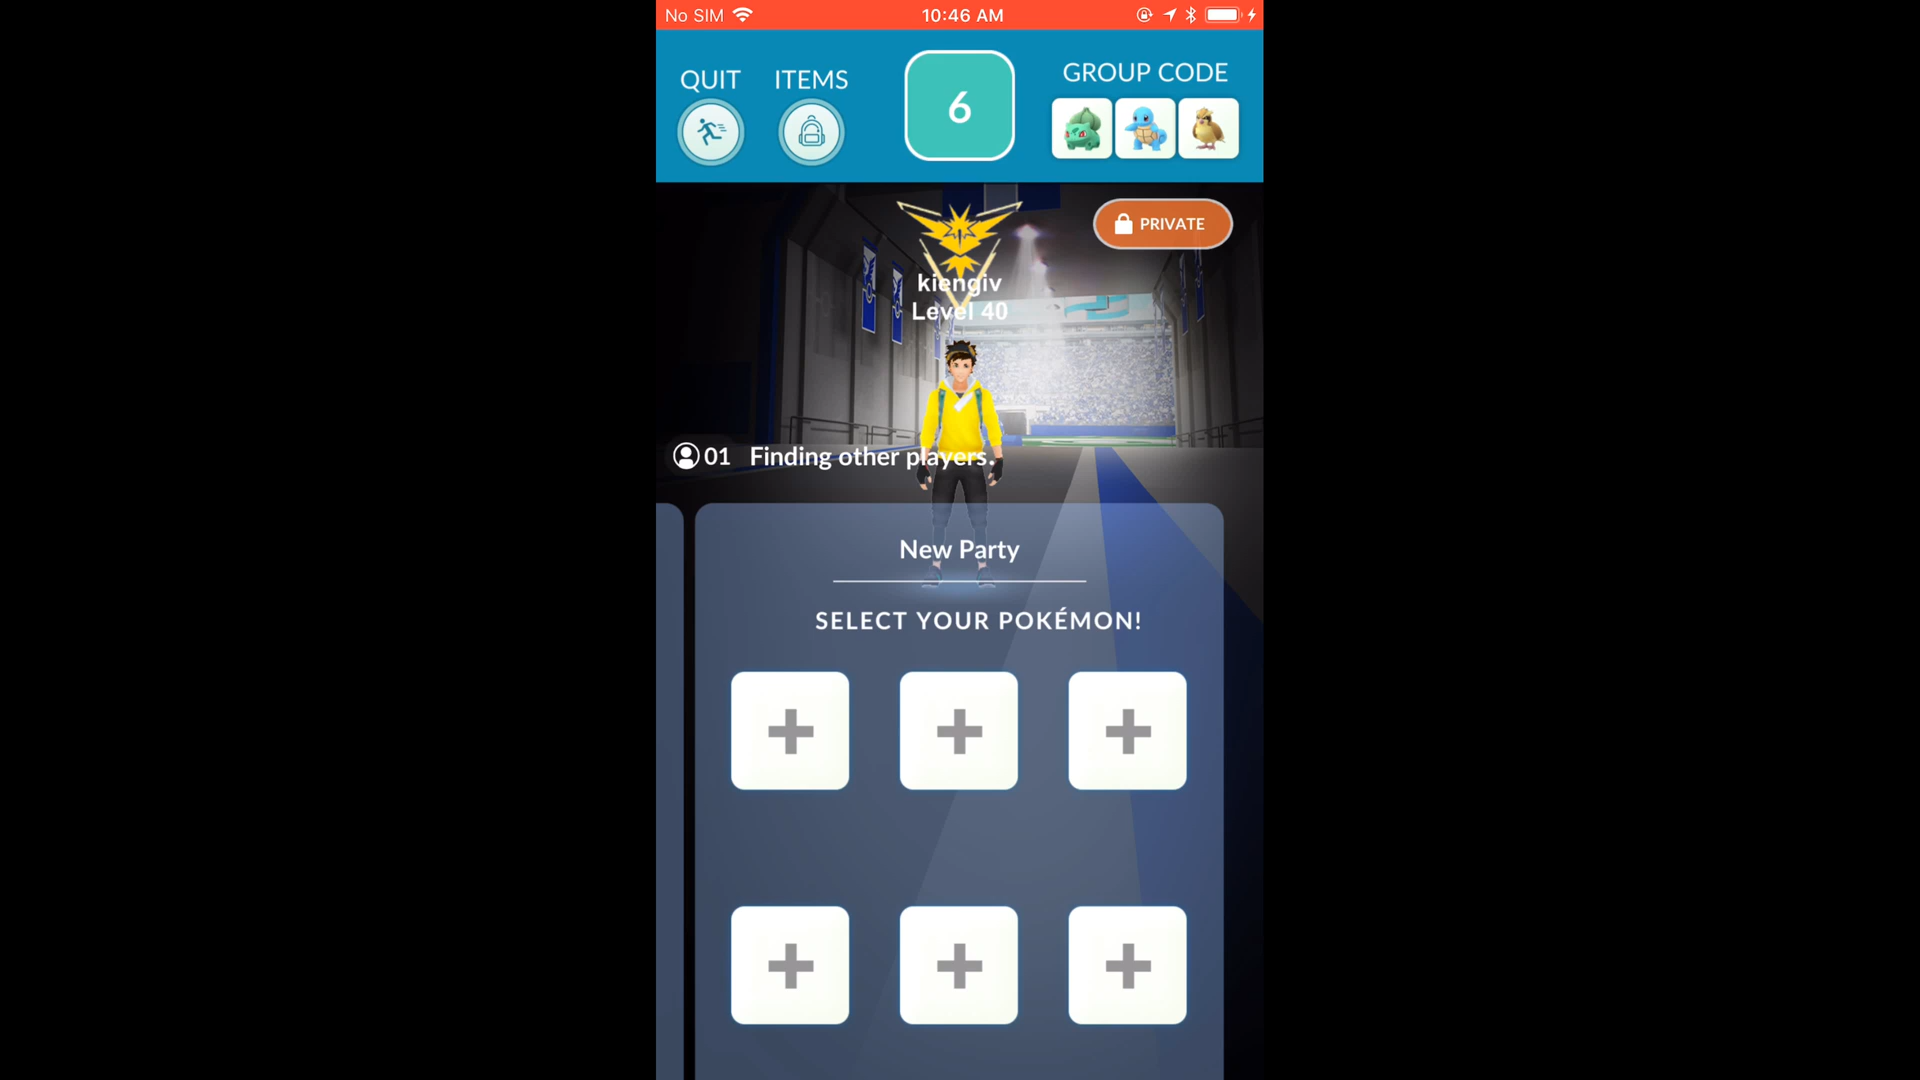 No SIM
10:46 AM
QUIT
ITEMS
6
GROUP CODE
PRIVATE
kiengiv
Level 40
01 Finding other players.
New Party
SELECT YOUR POKÉMON!